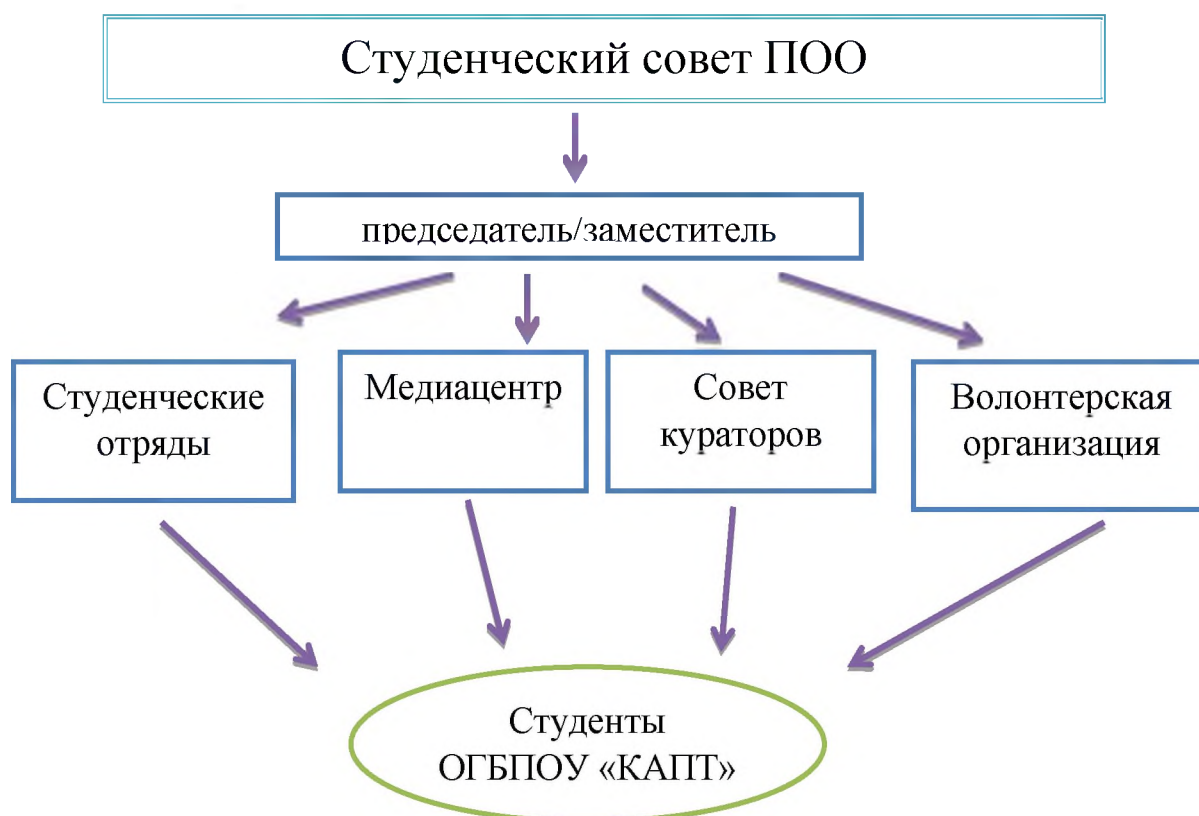 Студенческий совет ПОО
председатель/заместитель
Студенческие
отряды
Медиацентр
Совет
кураторов
Волонтерская
организация
Студенты
ОГБПОУ «КАПТ»